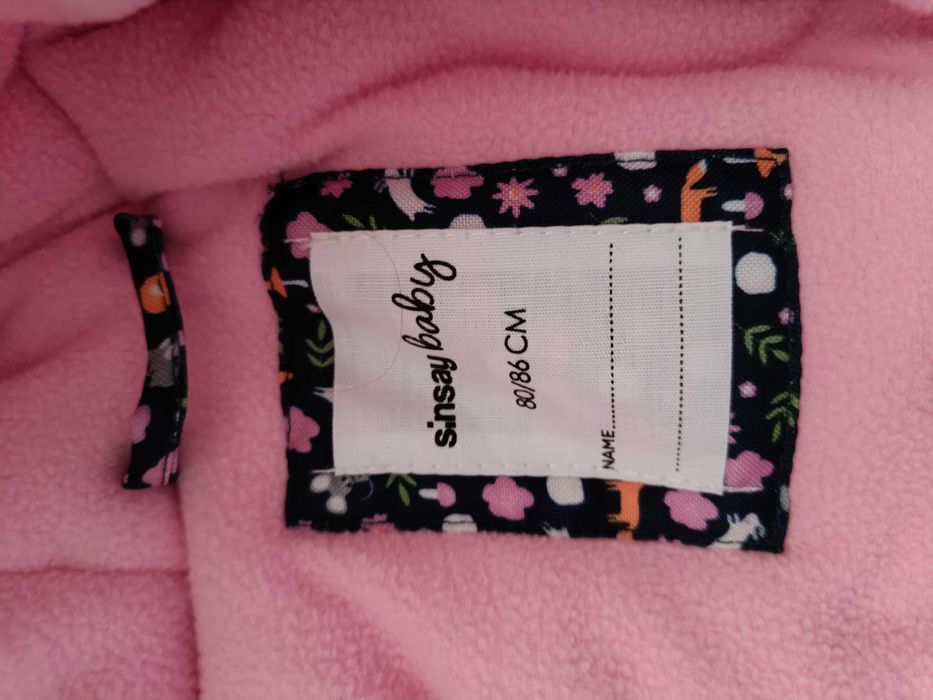 sinsay baby
80/86 CM
NAME..............................
..............................